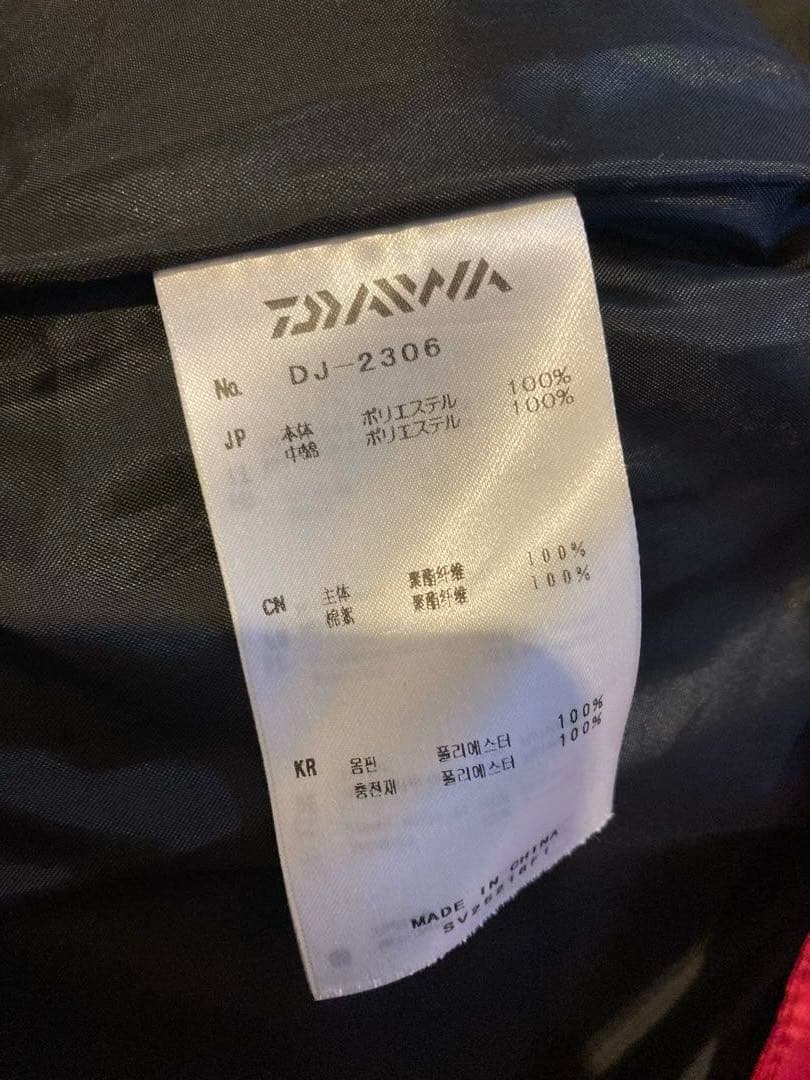 DAIWA
No. DJ-2306
JP 本体 ポリエステル 100%
中綿 ポリエステル 100%
CN 主体 聚酯纤维 100%
棉絮 聚酯纤维 100%
KR 몸판 폴리에스터 100%
충전재 폴리에스터 100%
MADE IN CHINA